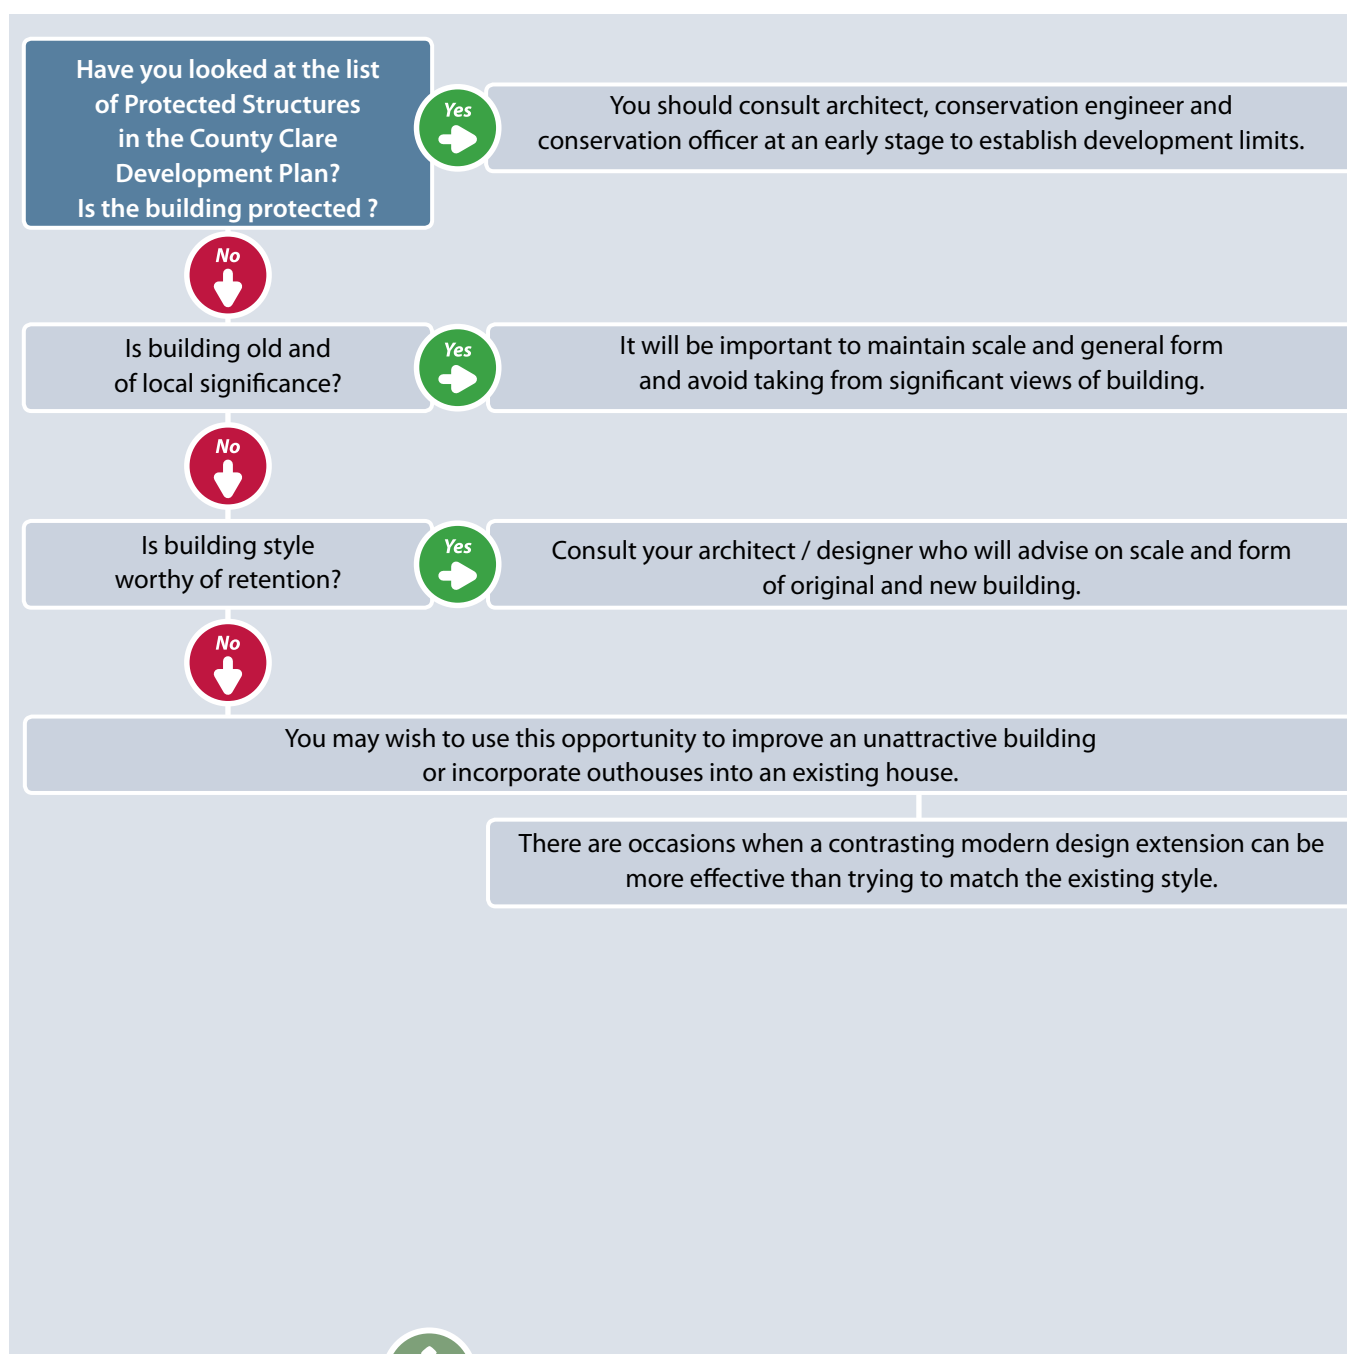 Have you looked at the list
of Protected Structures
in the County Clare
Development Plan?
Is the building protected ?
Yes
You should consult architect, conservation engineer and
conservation officer at an early stage to establish development limits.
No
Is building old and
of local significance?
Yes
It will be important to maintain scale and general form
and avoid taking from significant views of building.
No
Is building style
worthy of retention?
Yes
Consult your architect / designer who will advise on scale and form
of original and new building.
No
You may wish to use this opportunity to improve an unattractive building
or incorporate outhouses into an existing house.
There are occasions when a contrasting modern design extension can be
more effective than trying to match the existing style.